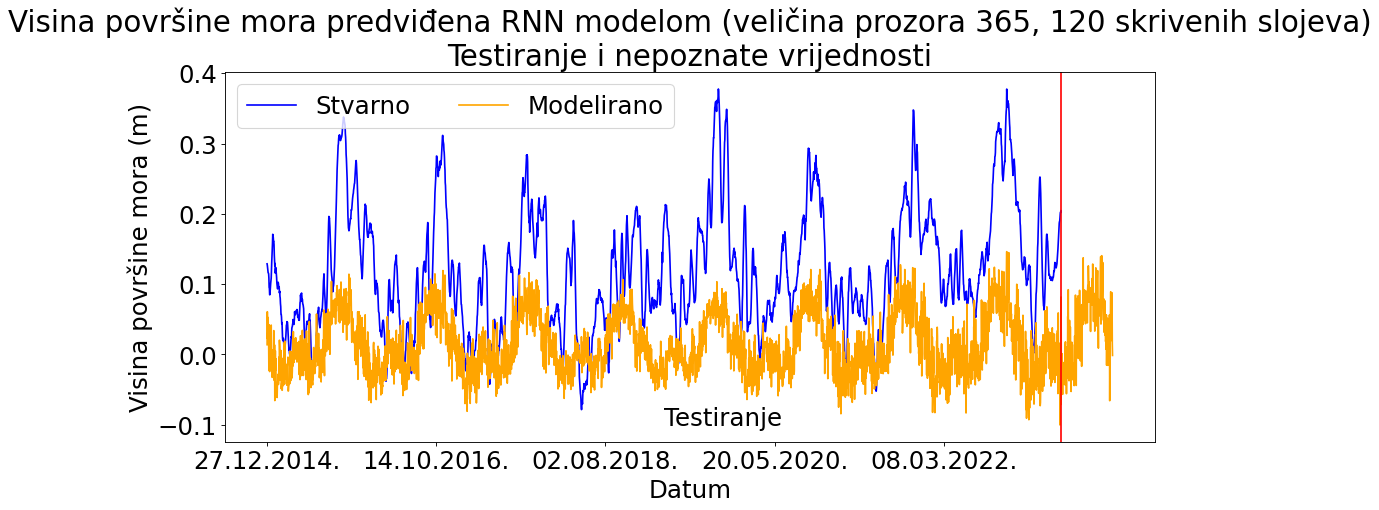 Visina površine mora predviđena RNN modelom (veličina prozora 365, 120 skrivenih slojeva)
Testiranje i nepoznate vrijednosti
Stvarno Modelirano
Visina površine mora (m)
0.4
0.3
0.2
0.1
0.0
−0.1
Testiranje
27.12.2014. 14.10.2016. 02.08.2018. 20.05.2020. 08.03.2022.
Datum